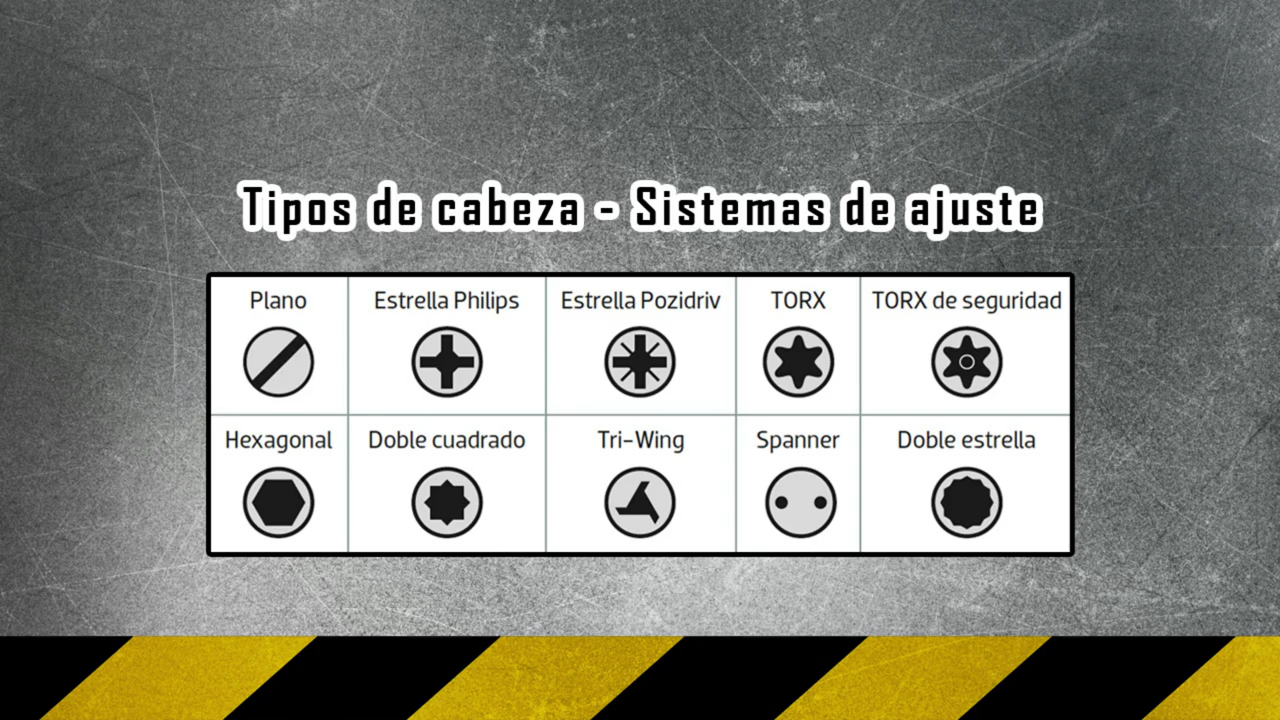 Tipos de cabeza - Sistemas de ajuste
Plano
Estrella Philips
Estrella Pozidriv
TORX
TORX de seguridad
Hexagonal
Doble cuadrado
Tri-Wing
Spanner
Doble estrella